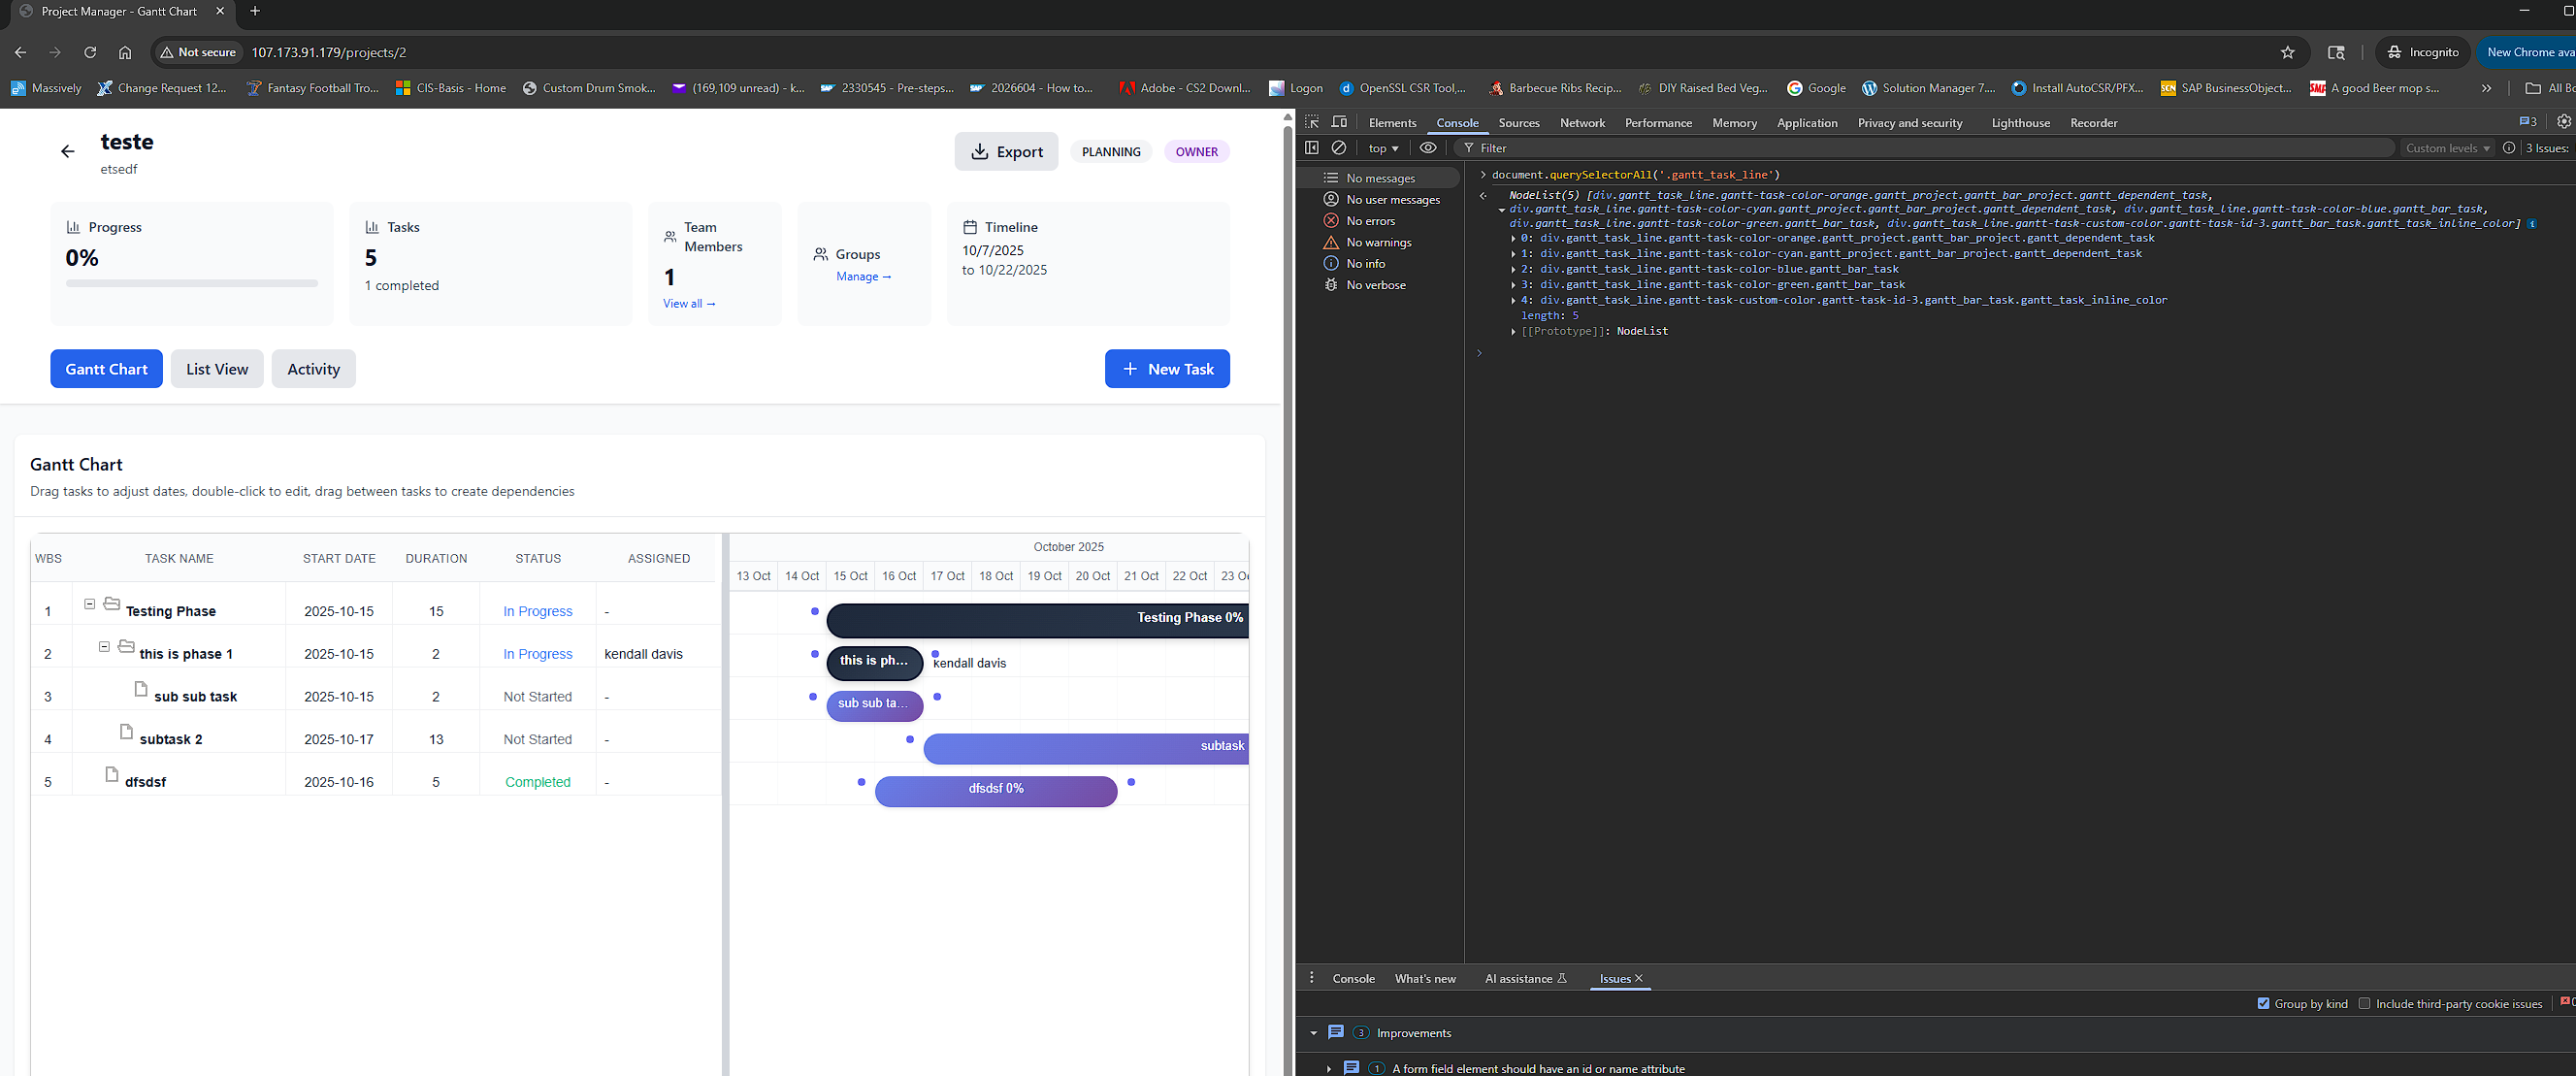 Project Manager - Gantt Chart
Not secure 107.173.91.179/projects/2
Incognito
New Chrome ava
Massively
Change Request 12...
Fantasy Football Tro...
CIS-Basis - Home
Custom Drum Smok...
(169,109 unread) - k...
2330545 - Pre-steps...
2026604 - How to...
Adobe - CS2 Downl...
Logon
OpenSSL CSR Tool,...
Barbecue Ribs Recip...
DIY Raised Bed Veg...
Google
Solution Manager 7....
Install AutoCSR/PFX...
SAP BusinessObject...
A good Beer mop s...
All Bo
teste
etsedf
Export
PLANNING
OWNER
Progress
0%
Tasks
5
1 completed
Team
Members
1
View all →
Groups
Manage →
Timeline
10/7/2025
to 10/22/2025
Gantt Chart
List View
Activity
+ New Task
Gantt Chart
Drag tasks to adjust dates, double-click to edit, drag between tasks to create dependencies
WBS TASK NAME START DATE DURATION STATUS ASSIGNED
1 Testing Phase 2025-10-15 15 In Progress -
2 this is phase 1 2025-10-15 2 In Progress kendall davis
3 sub sub task 2025-10-15 2 Not Started -
4 subtask 2 2025-10-17 13 Not Started -
5 dfsdsf 2025-10-16 5 Completed -
October 2025
13 Oct 14 Oct 15 Oct 16 Oct 17 Oct 18 Oct 19 Oct 20 Oct 21 Oct 22 Oct 23 O
Testing Phase 0%
this is ph... kendall davis
sub sub ta...
subtask
dfsdsf 0%
Elements Console Sources Network Performance Memory Application Privacy and security Lighthouse Recorder
3
top
Filter
Custom levels
3 Issues:
No messages
No user messages
No errors
No warnings
No info
No verbose
document.querySelectorAll('.gantt_task_line')
NodeList(5) [div.gantt_task_line.gantt-task-color-orange.gantt_project.gantt_bar_project.gantt_dependent_task,
div.gantt_task_line.gantt-task-color-cyan.gantt_project.gantt_bar_project.gantt_dependent_task, div.gantt_task_line.gantt-task-color-blue.gantt_bar_task,
div.gantt_task_line.gantt-task-color-green.gantt_bar_task, div.gantt_task_line.gantt-task-custom-color.gantt-task-id-3.gantt_bar_task.gantt_task_inline_color] i
0: div.gantt_task_line.gantt-task-color-orange.gantt_project.gantt_bar_project.gantt_dependent_task
1: div.gantt_task_line.gantt-task-color-cyan.gantt_project.gantt_bar_project.gantt_dependent_task
2: div.gantt_task_line.gantt-task-color-blue.gantt_bar_task
3: div.gantt_task_line.gantt-task-color-green.gantt_bar_task
4: div.gantt_task_line.gantt-task-custom-color.gantt-task-id-3.gantt_bar_task.gantt_task_inline_color
length: 5
[[Prototype]]: NodeList
Console What's new AI assistance Issues
Group by kind Include third-party cookie issues
3 Improvements
1 A form field element should have an id or name attribute